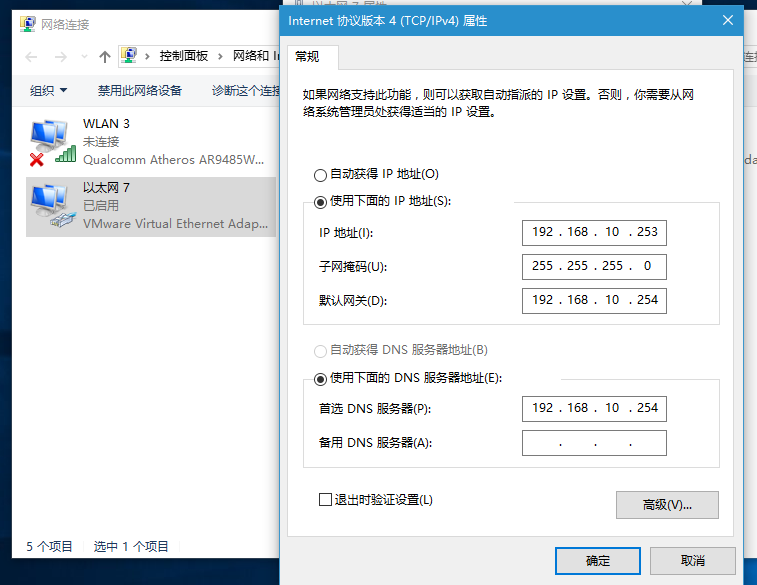 网络连接
控制面板 > 网络和 I
组织 禁用此网络设备 诊断这个连接
WLAN 3
未连接
Qualcomm Atheros AR9485W...
以太网 7
已启用
VMware Virtual Ethernet Adap...
5 个项目 选中 1 个项目
以太网 7 属性
Internet 协议版本 4 (TCP/IPv4) 属性
常规
如果网络支持此功能，则可以获取自动指派的 IP 设置。否则，你需要从网
络系统管理员处获得适当的 IP 设置。
自动获得 IP 地址(O)
使用下面的 IP 地址(S):
IP 地址(I): 192 . 168 . 10 . 253
子网掩码(U): 255 . 255 . 255 . 0
默认网关(D): 192 . 168 . 10 . 254
自动获得 DNS 服务器地址(B)
使用下面的 DNS 服务器地址(E):
首选 DNS 服务器(P): 192 . 168 . 10 . 254
备用 DNS 服务器(A): . . .
退出时验证设置(L)
高级(V)...
确定 取消